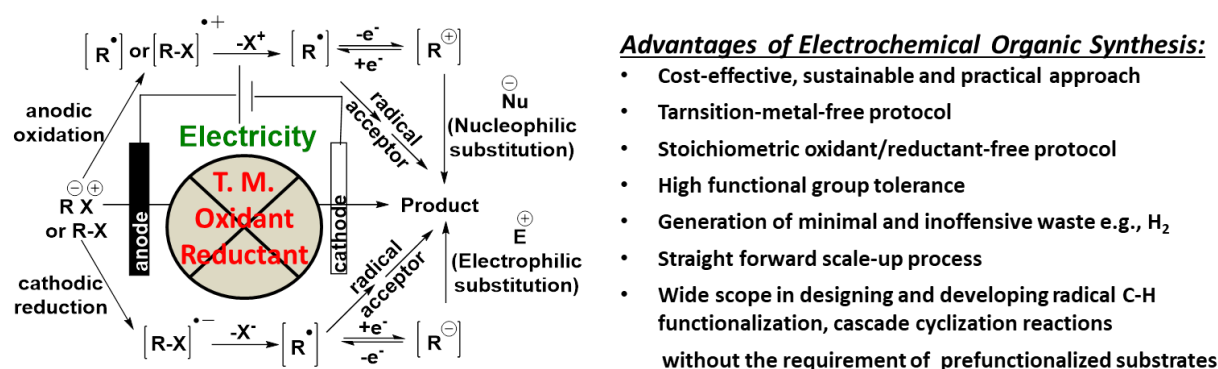 [R•] or [R-X]•+ -X+ [R•] -e- +e- [R⊕]
anodic
oxidation
Electricity
radical
acceptor
⊖
Nu
(Nucleophilic
substitution)
⊖⊕
R X
or R-X
anode
T. M.
Oxidant
Reductant
cathode
Product
⊕
E
(Electrophilic
substitution)
cathodic
reduction
radical
acceptor
[R-X]•- -X- [R•] +e- -e- [R⊖]
Advantages of Electrochemical Organic Synthesis:
• Cost-effective, sustainable and practical approach
• Tarnsition-metal-free protocol
• Stoichiometric oxidant/reductant-free protocol
• High functional group tolerance
• Generation of minimal and inoffensive waste e.g., H2
• Straight forward scale-up process
• Wide scope in designing and developing radical C-H
functionalization, cascade cyclization reactions
without the requirement of prefunctionalized substrates